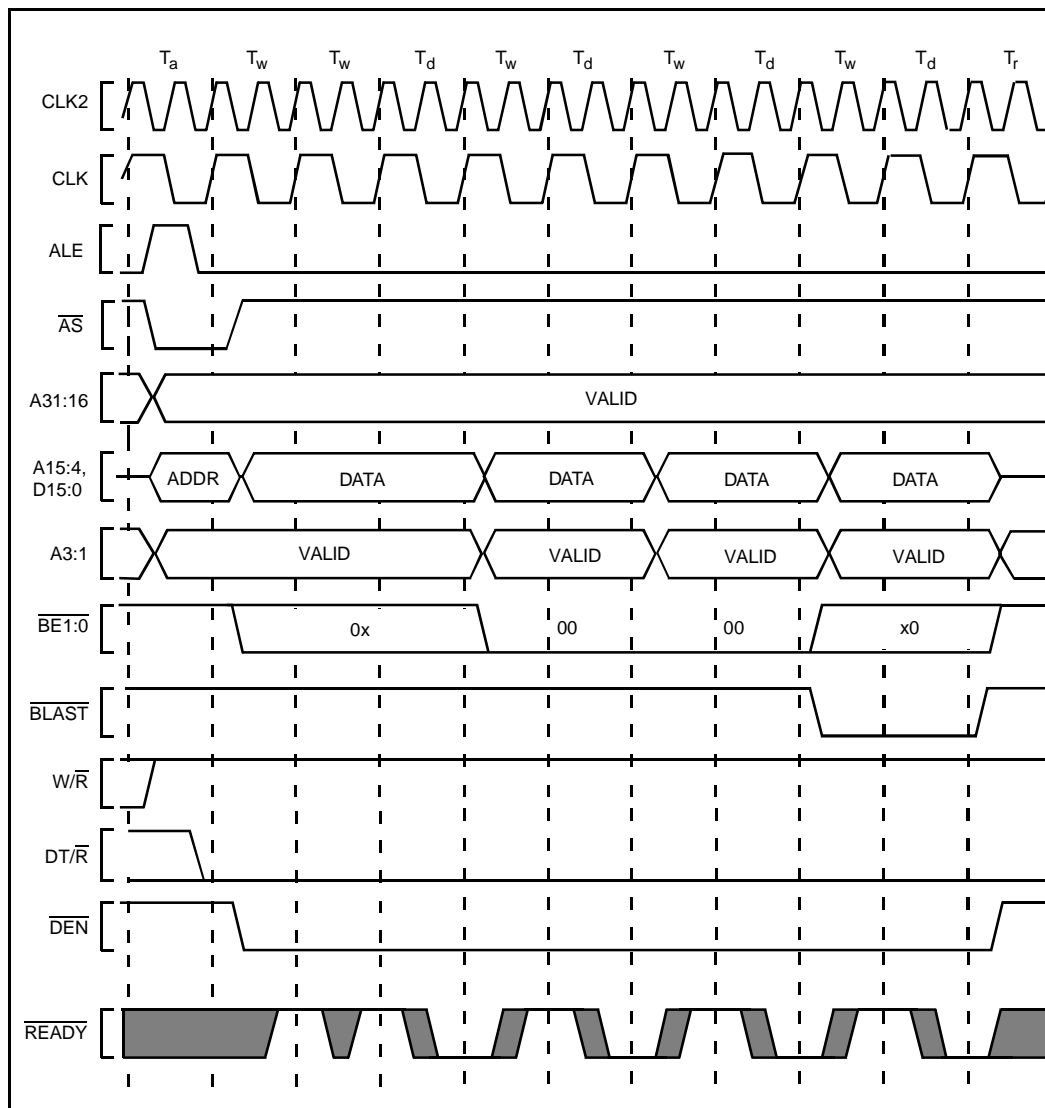 Ta Tw Tw Td Tw Td Tw Td Tw Td Tr
CLK2
CLK
ALE
AS
A31:16 VALID
A15:4,
D15:0 ADDR DATA DATA DATA DATA
A3:1 VALID VALID VALID VALID
BE1:0 0x 00 00 x0
BLAST
W/R
DT/R
DEN
READY